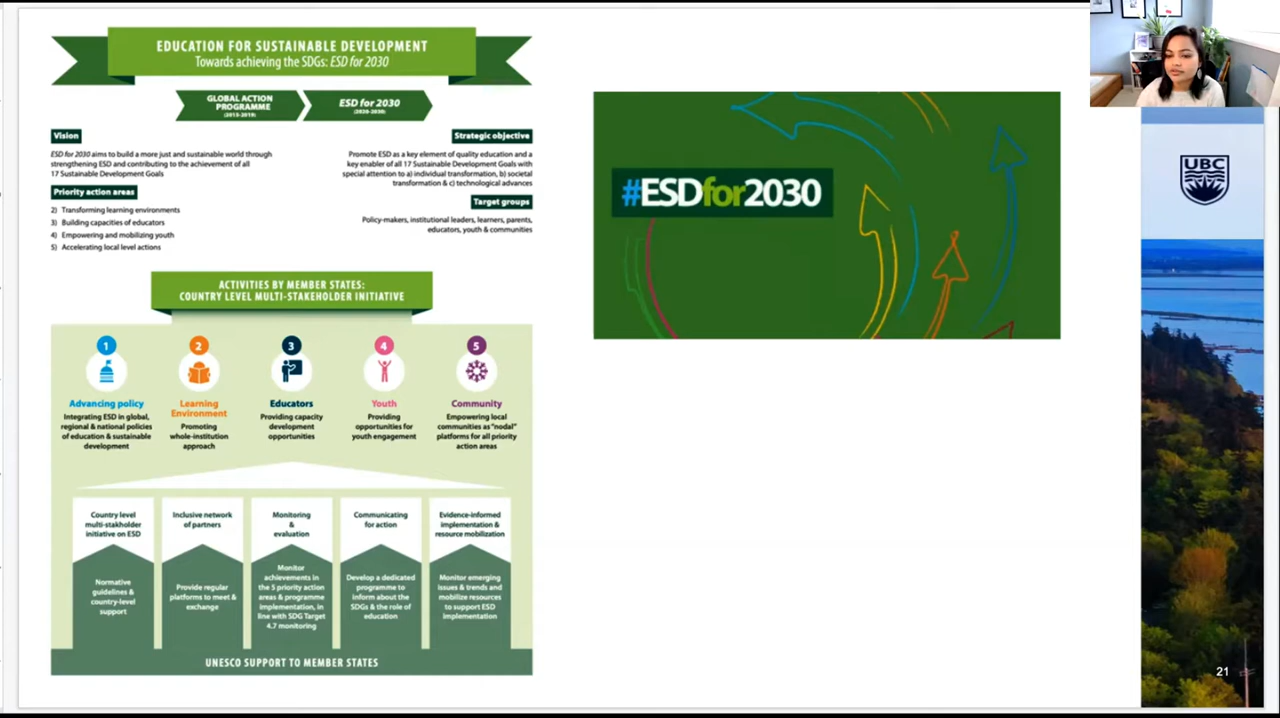 EDUCATION FOR SUSTAINABLE DEVELOPMENT
Towards achieving the SDGs: ESD for 2030
GLOBAL ACTION
PROGRAMME
(2015-2019)
ESD for 2030
(2020-2030)
Vision
ESD for 2030 aims to build a more just and sustainable world through
strengthening ESD and contributing to the achievement of all
17 Sustainable Development Goals
Priority action areas
2) Transforming learning environments
3) Building capacities of educators
4) Empowering and mobilizing youth
5) Accelerating local level actions
Strategic objective
Promote ESD as a key element of quality education and a
key enabler of all 17 Sustainable Development Goals with
special attention to a) individual transformation, b) societal
transformation & c) technological advances
Target groups
Policy-makers, institutional leaders, learners, parents,
educators, youth & communities
ACTIVITIES BY MEMBER STATES:
COUNTRY LEVEL MULTI-STAKEHOLDER INITIATIVE
1
Advancing policy
Integrating ESD in global,
regional & national policies
of education & sustainable
development
2
Learning
Environment
Promoting
whole-institution
approach
3
Educators
Providing capacity
development
opportunities
4
Youth
Providing
opportunities for
youth engagement
5
Community
Empowering local
communities as "nodal"
platforms for all priority
action areas
Country level
multi-stakholder
initiative on ESD
Normative
guidelines &
country-level
support
Inclusive network
of partners
Provide regular
platforms to meet &
exchange
Monitoring
&
evaluation
Monitor
achievements in
the 5 priority action
areas & programme
implementation, in
line with SDG Target
4.7 monitoring
Communicating
for action
Develop a dedicated
programme to
inform about the
SDGs & the role of
education
Evidence-informed
implementation &
resource mobilization
Monitor emerging
issues & trends and
mobilize resources
to support ESD
implementation
UNESCO SUPPORT TO MEMBER STATES
#ESDfor2030
UBC
21